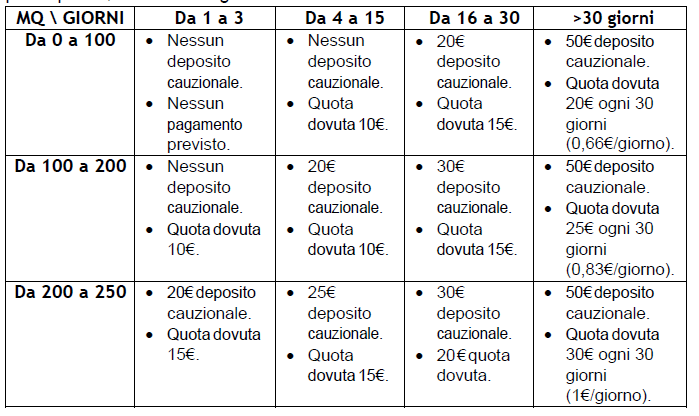 MQ \ GIORNI
Da 1 a 3
Da 4 a 15
Da 16 a 30
>30 giorni
Da 0 a 100
• Nessun
deposito
cauzionale.
• Nessun
pagamento
previsto.
• Nessun
deposito
cauzionale.
• Quota
dovuta 10€.
• 20€
deposito
cauzionale.
• Quota
dovuta 15€.
• 50€ deposito
cauzionale.
• Quota dovuta
20€ ogni 30
giorni
(0,66€/giorno).
Da 100 a 200
• Nessun
deposito
cauzionale.
• Quota dovuta
10€.
• 20€
deposito
cauzionale.
• Quota
dovuta 10€.
• 30€
deposito
cauzionale.
• Quota
dovuta 15€.
• 50€ deposito
cauzionale.
• Quota dovuta
25€ ogni 30
giorni
(0,83€/giorno).
Da 200 a 250
• 20€ deposito
cauzionale.
• Quota dovuta
15€.
• 25€
deposito
cauzionale.
• Quota
dovuta 15€.
• 30€
deposito
cauzionale.
• 20€ quota
dovuta.
• 50€ deposito
cauzionale.
• Quota dovuta
30€ ogni 30
giorni
(1€/giorno).